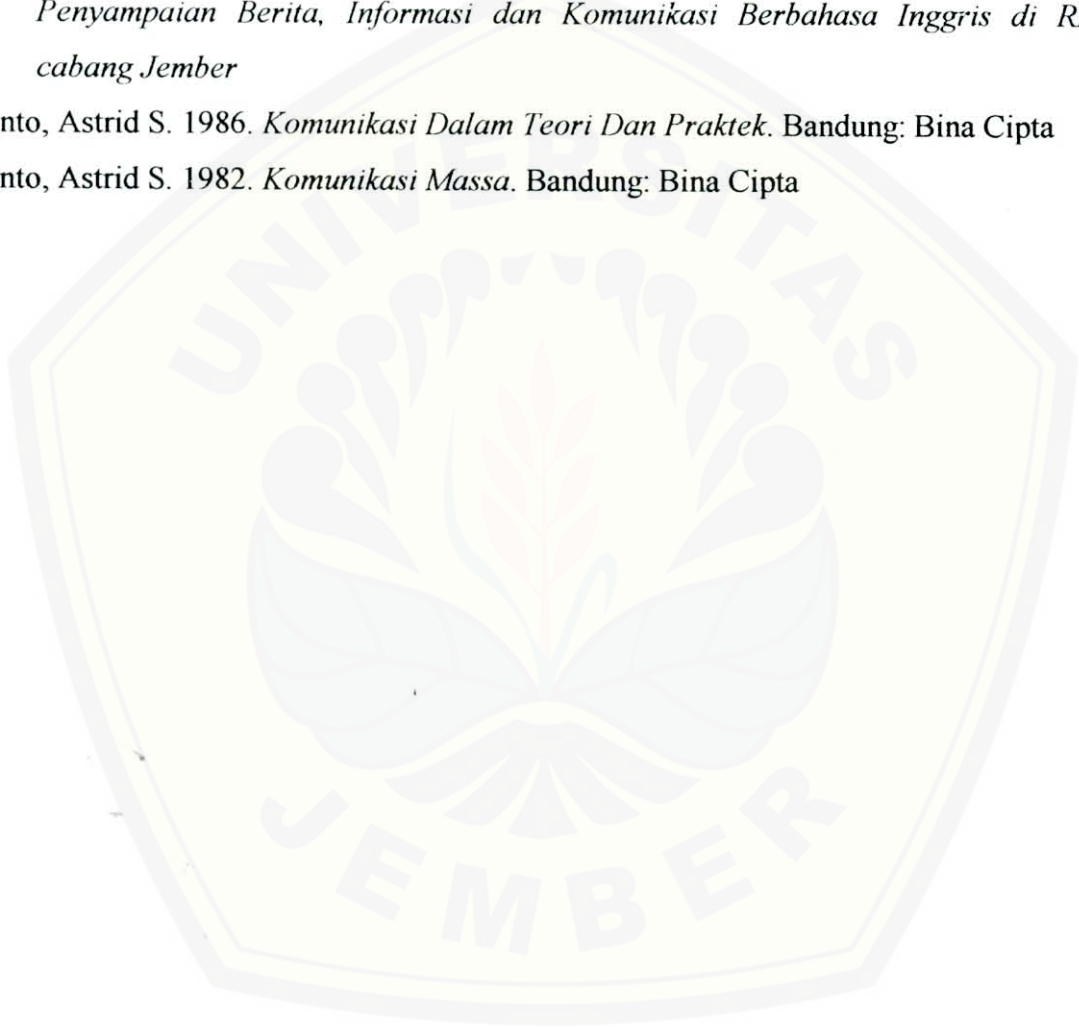 Penyampaian Berita, Informasi dan Komunikasi Berbahasa Inggris di
cabang Jember
nto, Astrid S. 1986. Komunikasi Dalam Teori Dan Praktek. Bandung: Bina Cipta
nto, Astrid S. 1982. Komunikasi Massa. Bandung: Bina Cipta
UNIVERSITAS
JEMBER